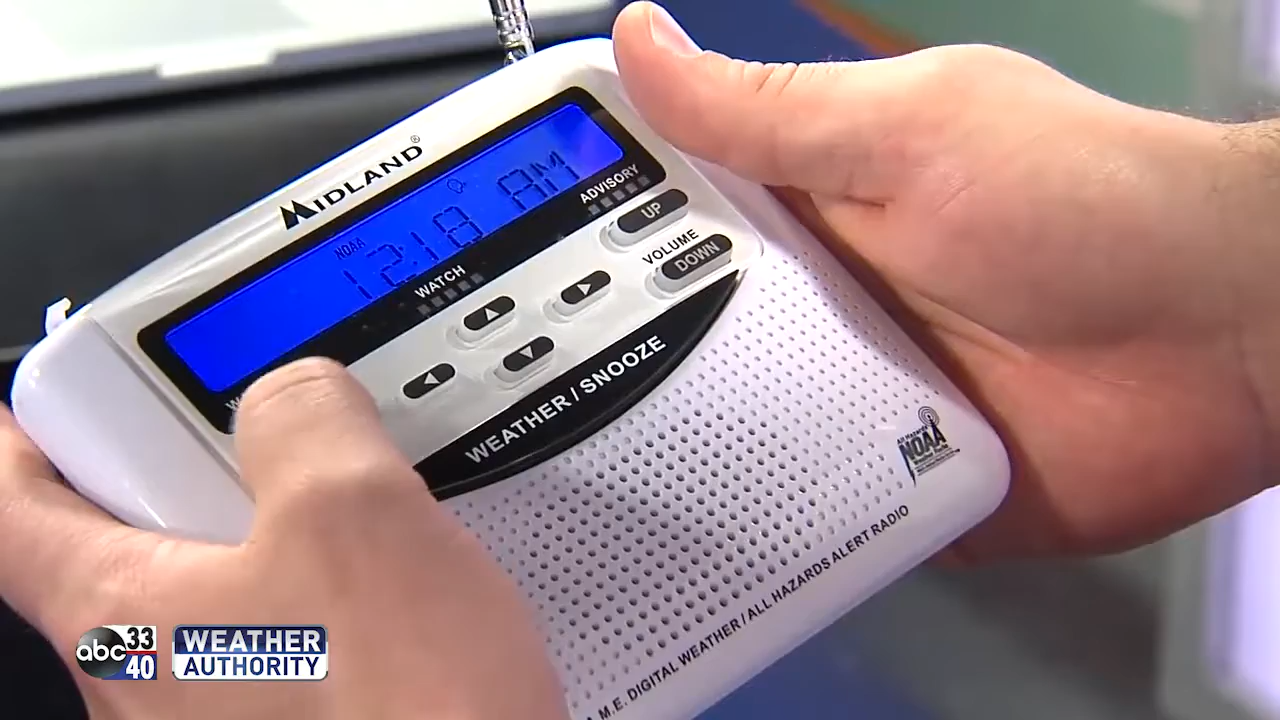 MIDLAND®
NOAA
12:18 AM
WATCH
ADVISORY
UP
VOLUME
DOWN
WEATHER / SNOOZE
NOAA
A.M.E. DIGITAL WEATHER / ALL HAZARDS ALERT RADIO
abc 33
40
WEATHER
AUTHORITY